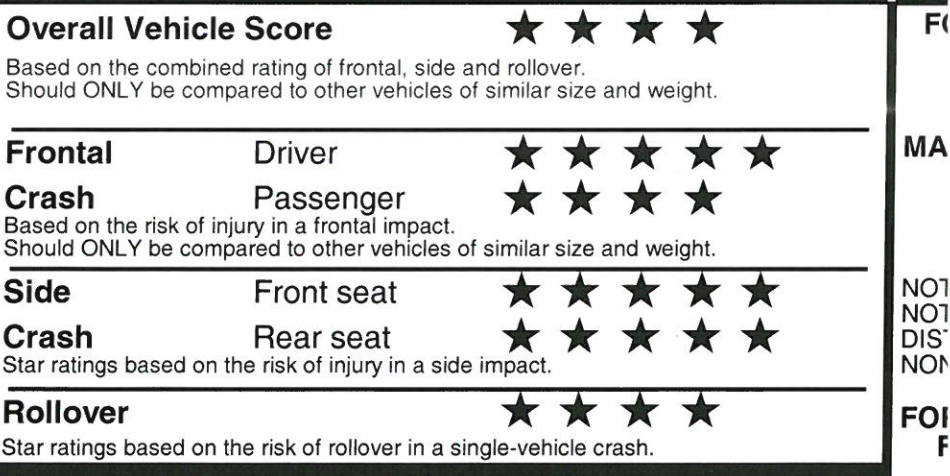 Overall Vehicle Score ★ ★ ★ ★
Based on the combined rating of frontal, side and rollover.
Should ONLY be compared to other vehicles of similar size and weight.
Frontal Driver ★ ★ ★ ★ ★
Crash Passenger ★ ★ ★ ★
Based on the risk of injury in a frontal impact.
Should ONLY be compared to other vehicles of similar size and weight.
Side Front seat ★ ★ ★ ★ ★
Crash Rear seat ★ ★ ★ ★ ★
Star ratings based on the risk of injury in a side impact.
Rollover ★ ★ ★ ★
Star ratings based on the risk of rollover in a single-vehicle crash.
MA
NOT
NOT
DIS